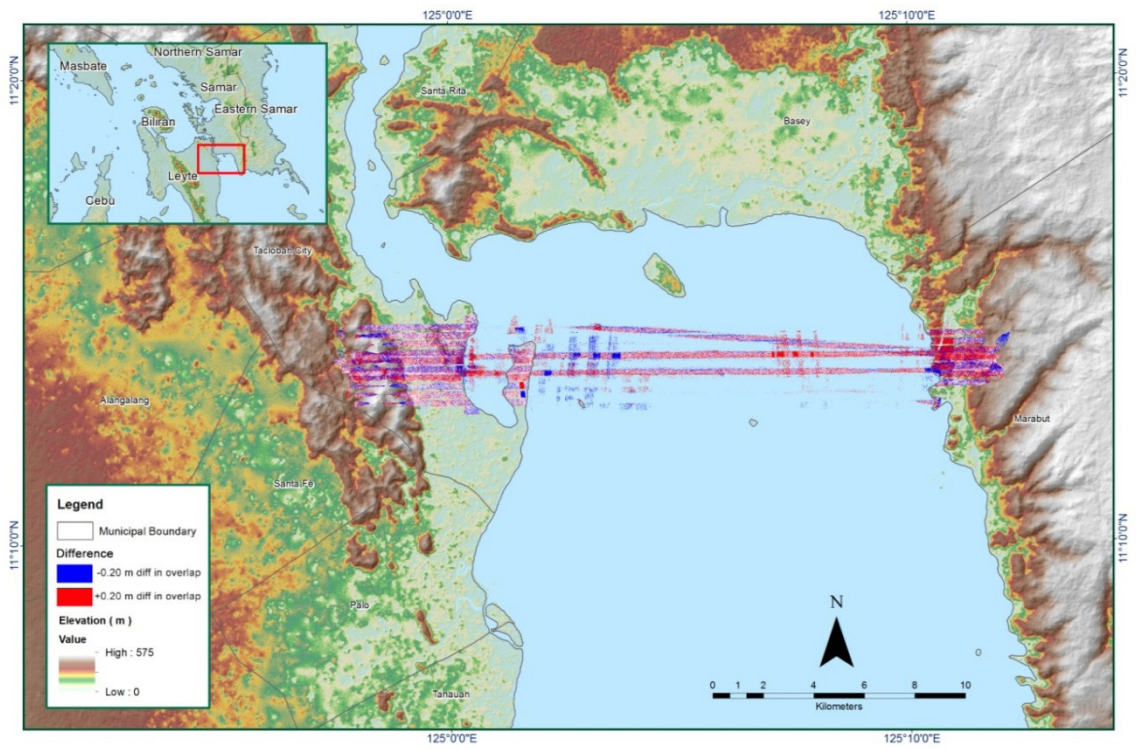 125°0'0"E
125°10'0"E
11°20'0"N
11°20'0"N
Northern Samar
Masbate
Samar
Eastern Samar
Biliran
Leyte
Cebu
Santa Rita
Basey
Tacloban City
Alangalang
Marabut
Santa Fe
Palo
Tanauan
11°10'0"N
11°10'0"N
Legend
Municipal Boundary
Difference
-0.20 m diff in overlap
+0.20 m diff in overlap
Elevation ( m )
Value
High : 575
Low : 0
N
0 1 2 4 6 8 10
Kilometers
125°0'0"E
125°10'0"E